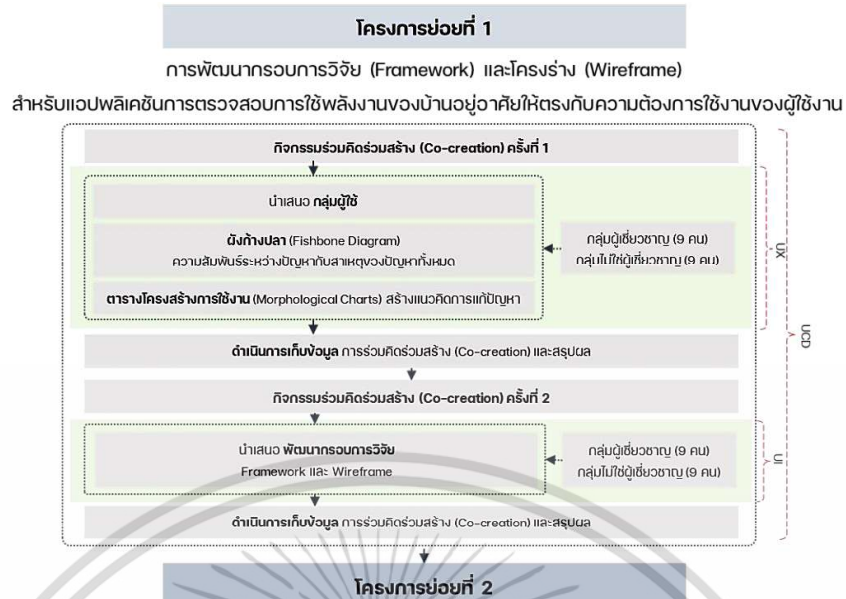 โครงการย่อยที่ 1
การพัฒนากรอบการวิจัย (Framework) และโครงร่าง (Wireframe)
สำหรับแอปพลิเคชันการตรวจสอบการใช้พลังงานของบ้านอยู่อาศัยให้ตรงกับความต้องการใช้งานของผู้ใช้งาน
กิจกรรมร่วมคิดร่วมสร้าง (Co-creation) ครั้งที่ 1
นำเสนอ กลุ่มผู้ใช้
ผังก้างปลา (Fishbone Diagram)
ความสัมพันธ์ระหว่างปัญหากับสาเหตุของปัญหาทั้งหมด
ตารางโครงสร้างการใช้งาน (Morphological Charts) สร้างแนวคิดการแก้ปัญหา
กลุ่มผู้เชี่ยวชาญ (9 คน)
กลุ่มไม่ใช่ผู้เชี่ยวชาญ (9 คน)
UX
ดำเนินการเก็บข้อมูล การร่วมคิดร่วมสร้าง (Co-creation) และสรุปผล
UCD
กิจกรรมร่วมคิดร่วมสร้าง (Co-creation) ครั้งที่ 2
นำเสนอ พัฒนากรอบการวิจัย
Framework และ Wireframe
กลุ่มผู้เชี่ยวชาญ (9 คน)
กลุ่มไม่ใช่ผู้เชี่ยวชาญ (9 คน)
UI
ดำเนินการเก็บข้อมูล การร่วมคิดร่วมสร้าง (Co-creation) และสรุปผล
โครงการย่อยที่ 2